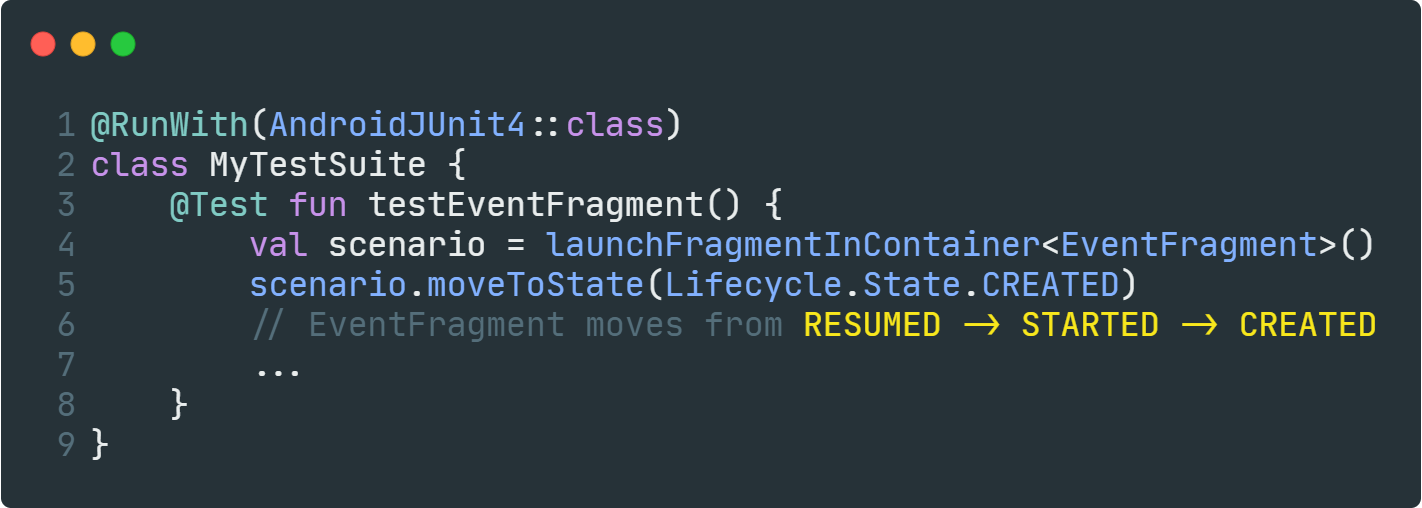 1 @RunWith(AndroidJUnit4::class)
2 class MyTestSuite {
3     @Test fun testEventFragment() {
4         val scenario = launchFragmentInContainer<EventFragment>()
5         scenario.moveToState(Lifecycle.State.CREATED)
6         // EventFragment moves from RESUMED -> STARTED -> CREATED
7         ...
8     }
9 }